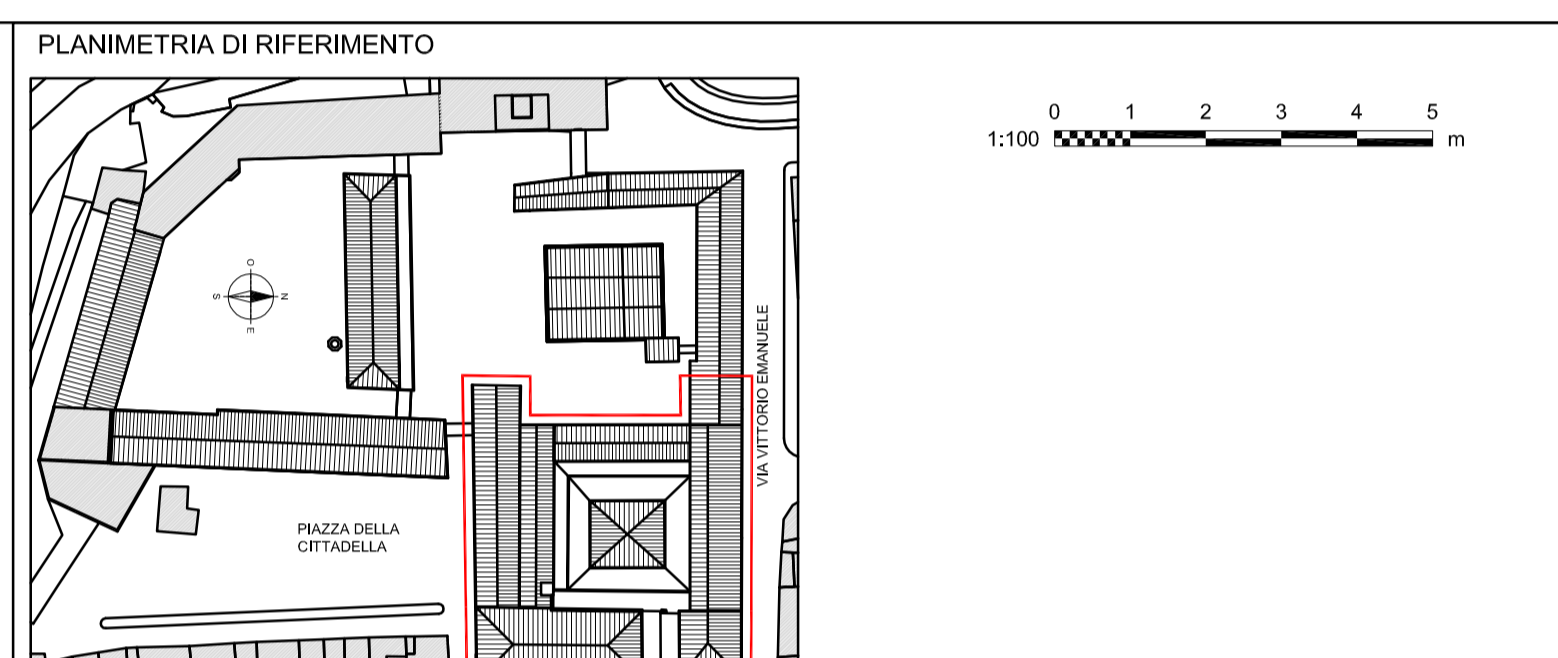 PLANIMETRIA DI RIFERIMENTO
0 1 2 3 4 5
1:100 m
O
S N
E
VIA VITTORIO EMANUELE
PIAZZA DELLA
CITTADELLA